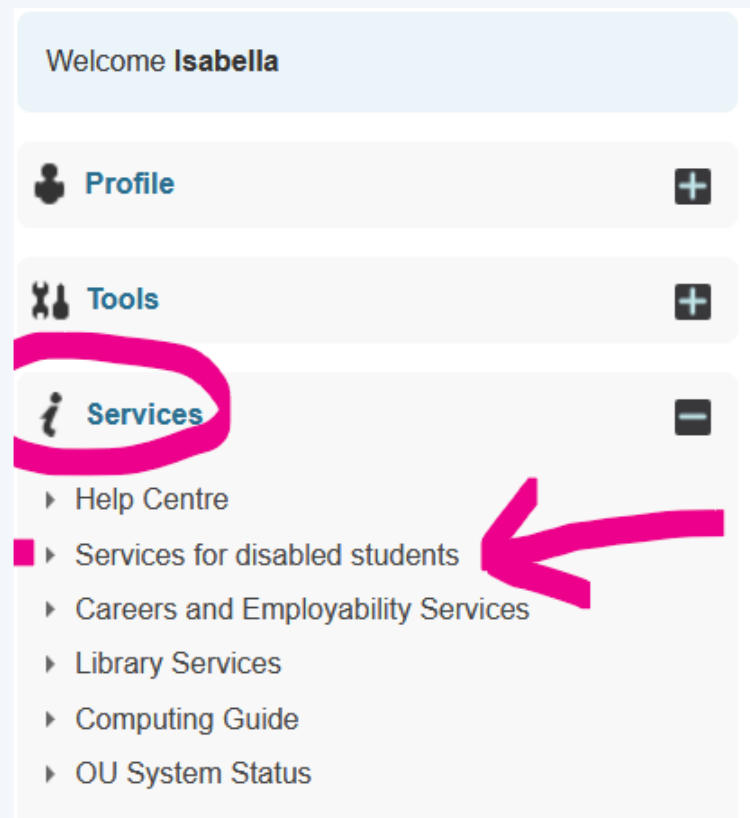 Welcome Isabella
Profile
Tools
Services
Help Centre
Services for disabled students
Careers and Employability Services
Library Services
Computing Guide
OU System Status